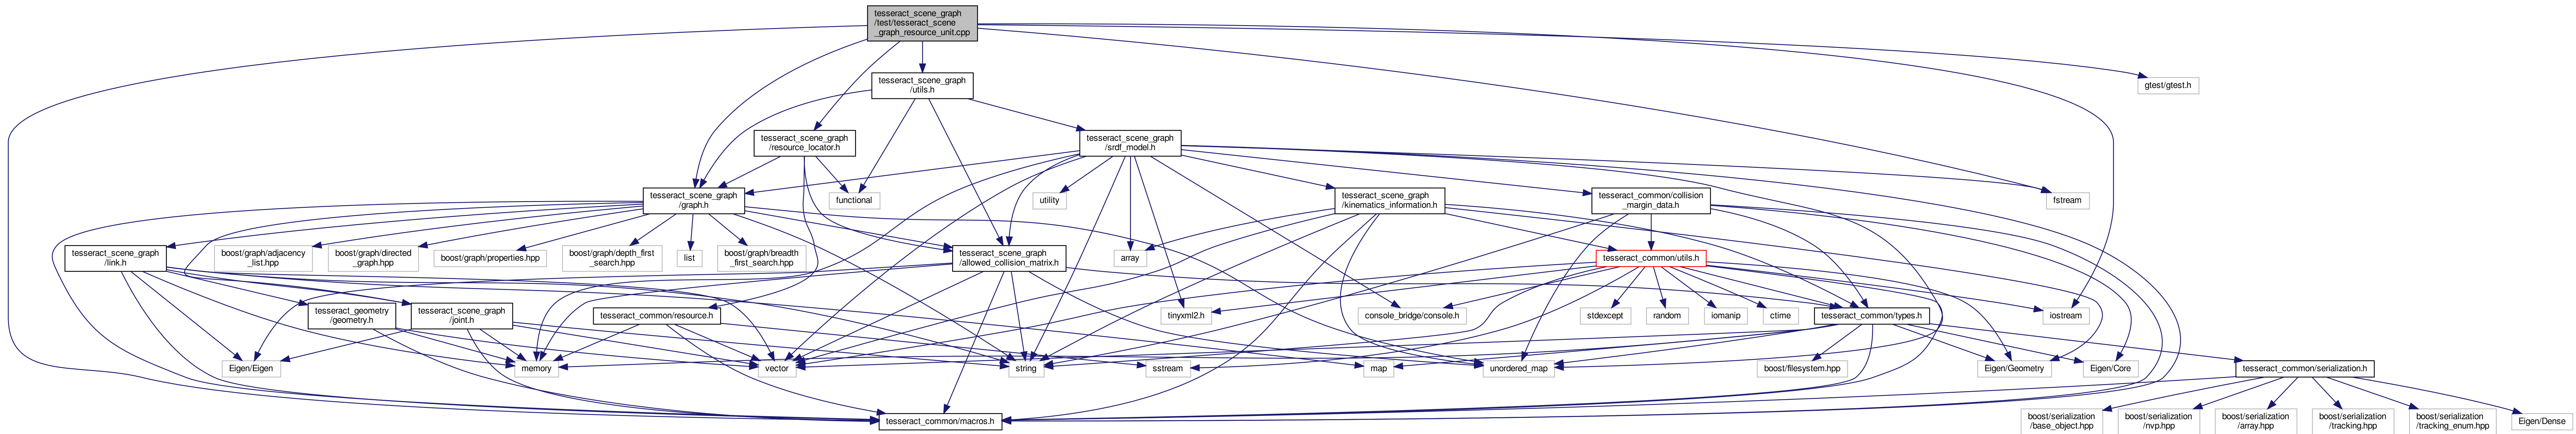 tesseract_scene_graph
/test/tesseract_scene
_graph_resource_unit.cpp
tesseract_scene_graph
/utils.h
gtest/gtest.h
tesseract_scene_graph
/resource_locator.h
tesseract_scene_graph
/srdf_model.h
tesseract_scene_graph
/graph.h
functional
utility
tesseract_scene_graph
/kinematics_information.h
tesseract_common/collision
_margin_data.h
fstream
tesseract_scene_graph
/link.h
boost/graph/adjacency
_list.hpp
boost/graph/directed
_graph.hpp
boost/graph/properties.hpp
boost/graph/depth_first
_search.hpp
list
boost/graph/breadth
_first_search.hpp
tesseract_scene_graph
/allowed_collision_matrix.h
array
tesseract_common/utils.h
tesseract_geometry
/geometry.h
tesseract_scene_graph
/joint.h
tesseract_common/resource.h
tinyxml2.h
console_bridge/console.h
stdexcept
random
iomanip
ctime
tesseract_common/types.h
iostream
Eigen/Eigen
memory
vector
string
sstream
map
unordered_map
boost/filesystem.hpp
Eigen/Geometry
Eigen/Core
tesseract_common/serialization.h
tesseract_common/macros.h
boost/serialization
/base_object.hpp
boost/serialization
/nvp.hpp
boost/serialization
/array.hpp
boost/serialization
/tracking.hpp
boost/serialization
/tracking_enum.hpp
Eigen/Dense